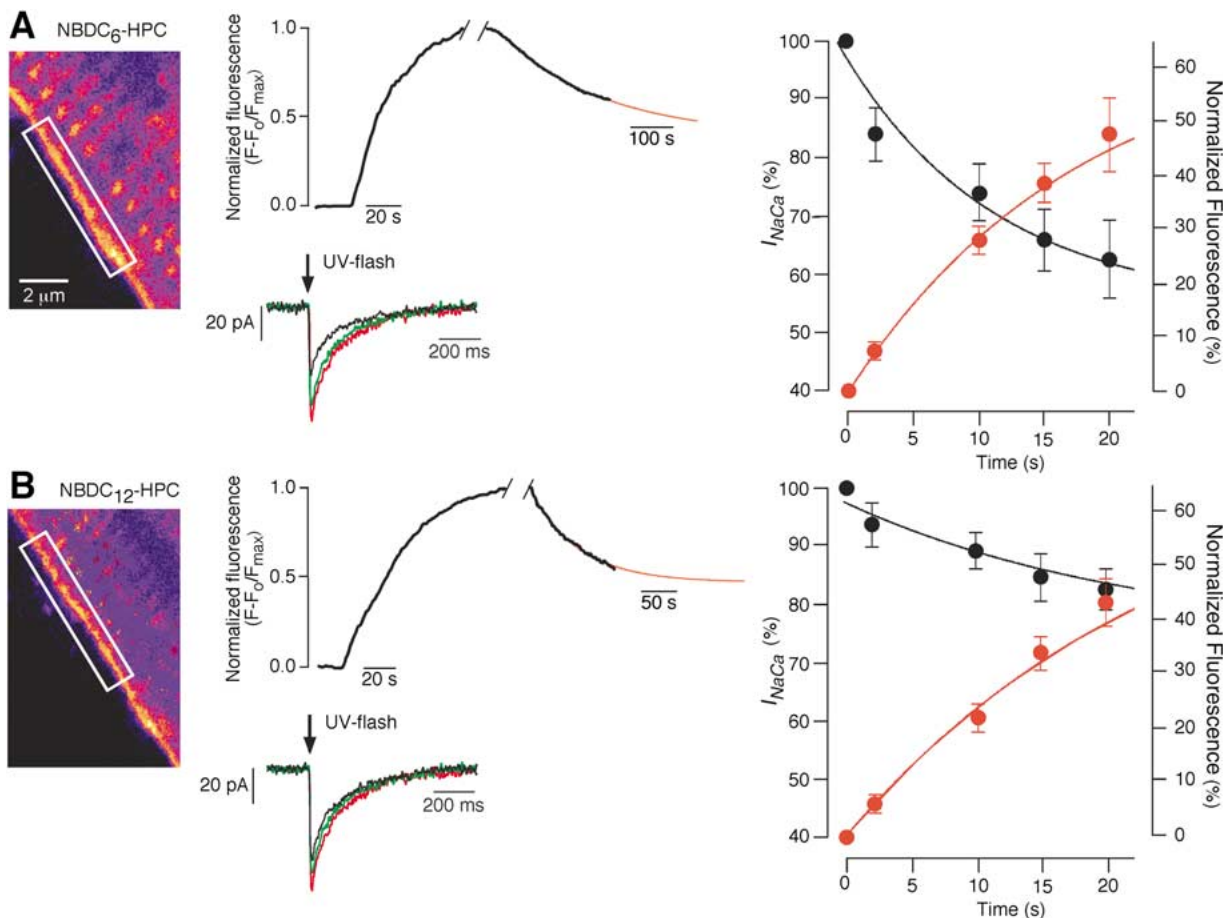 A
NBDC6-HPC
2 μm
Normalized fluorescence
(F-Fo/Fmax)
1.0
0.5
0.0
20 s
100 s
UV-flash
20 pA
200 ms
INaCa (%)
100
90
80
70
60
50
40
Normalized Fluorescence
(%)
60
50
40
30
20
10
0
0 5 10 15 20
Time (s)
B
NBDC12-HPC
Normalized fluorescence
(F-Fo/Fmax)
1.0
0.5
0.0
20 s
50 s
UV-flash
20 pA
200 ms
INaCa (%)
100
90
80
70
60
50
40
Normalized Fluorescence
(%)
60
50
40
30
20
10
0
0 5 10 15 20
Time (s)